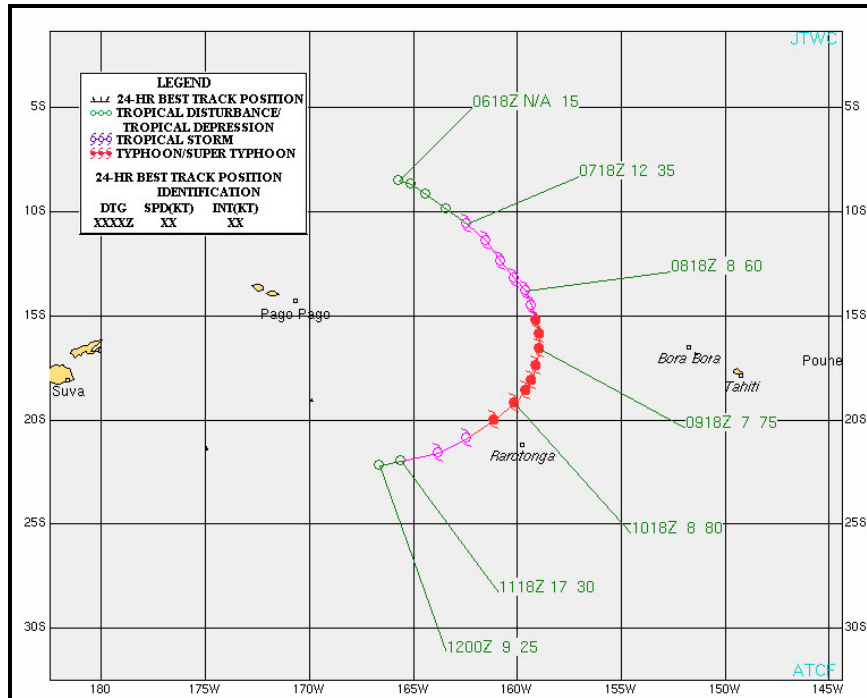 JTWC
LEGEND
24-HR BEST TRACK POSITION
TROPICAL DISTURBANCE/
TROPICAL DEPRESSION
TROPICAL STORM
TYPHOON/SUPER TYPHOON
24-HR BEST TRACK POSITION
IDENTIFICATION
DTG SPD(KT) INT(KT)
XXXXZ XX XX
0618Z N/A 15
5S 5S
0718Z 12 35
10S 10S
0818Z 8 60
15S 15S
Pago Pago
Bora Bora
Poune
Tahiti
Suva
20S 20S
0918Z 7 75
Rarotonga
25S 25S
1018Z 8 80
1118Z 17 30
30S 30S
1200Z 9 25
ATCF
180 175W 170W 165W 160W 155W 150W 145W